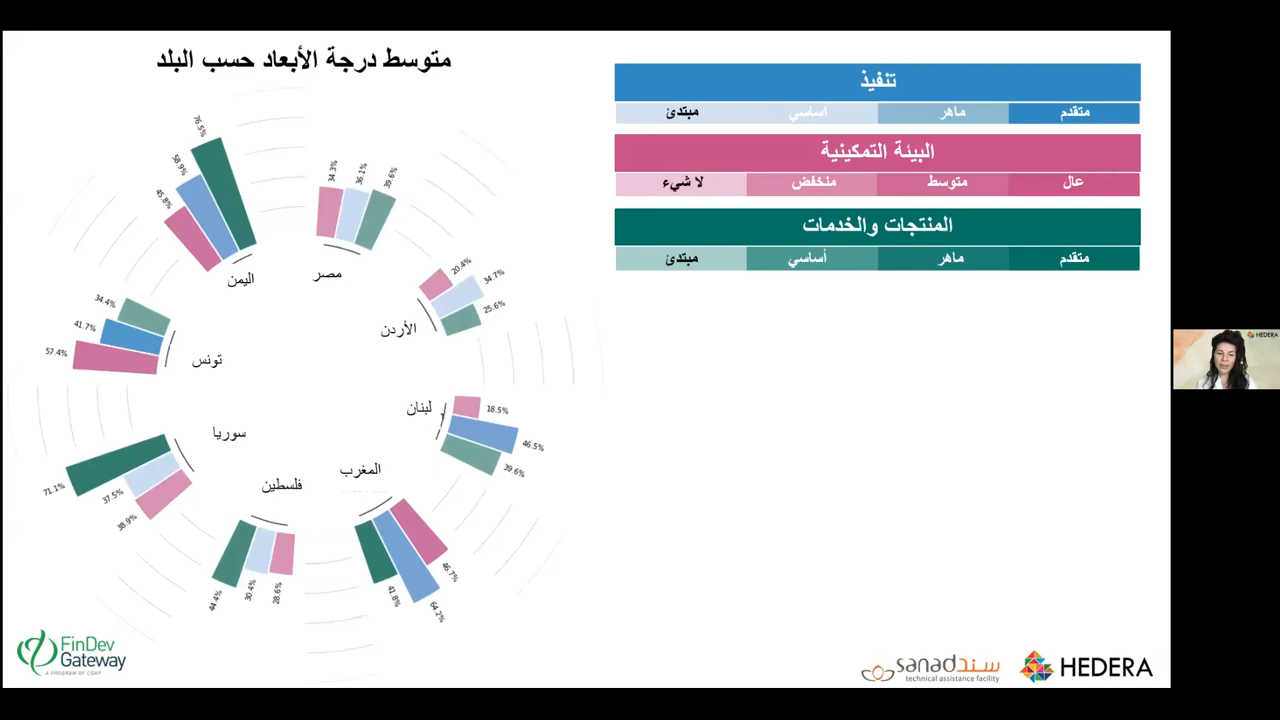 متوسط درجة الأبعاد حسب البلد
تنفيذ
مبتدئ أساسي ماهر متقدم
البيئة التمكينية
لا شيء منخفض متوسط عال
المنتجات والخدمات
مبتدئ أساسي ماهر متقدم
مصر
34.3%
36.1%
39.6%
الأردن
20.4%
34.7%
25.6%
لبنان
18.5%
46.5%
39.6%
المغرب
46.7%
64.2%
41.8%
فلسطين
28.6%
30.4%
44.4%
سوريا
38.9%
37.5%
71.1%
تونس
57.4%
41.7%
34.4%
اليمن
45.8%
58.9%
76.5%
FinDev
Gateway
A PROGRAM OF CGAP
sanad سند
technical assistance facility
HEDERA
HEDERA